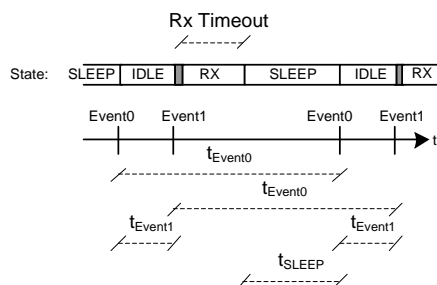 Rx Timeout
State: SLEEP IDLE RX SLEEP IDLE RX
Event0 Event1 Event0 Event1
t
tEvent0
tEvent0
tEvent1 tEvent1
tSLEEP